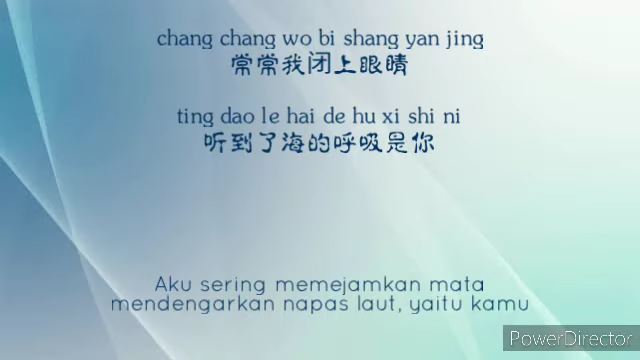 chang chang wo bi shang yan jing
常常我闭上眼睛
ting dao le hai de hu xi shi ni
听到了海的呼吸是你
Aku sering memejamkan mata
mendengarkan napas laut, yaitu kamu
PowerDirector